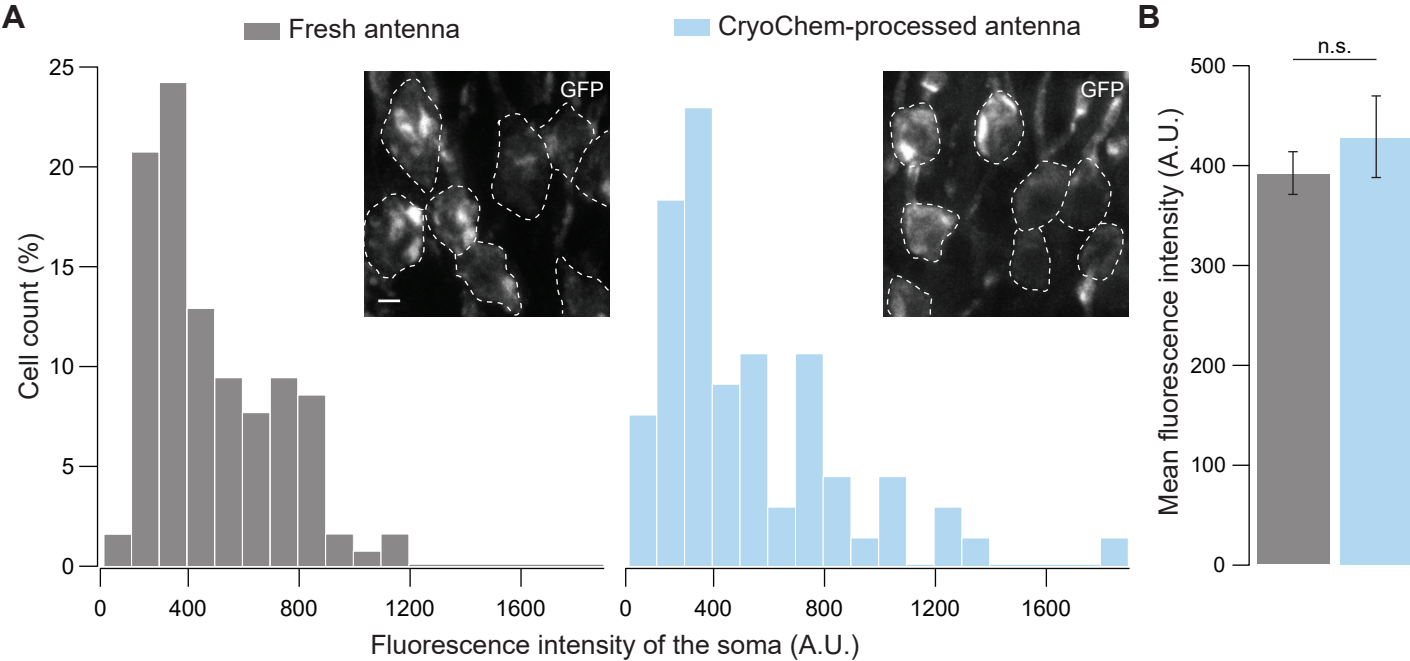 A
Fresh antenna
CryoChem-processed antenna
B
n.s.
25
20
15
10
5
0
Cell count (%)
GFP
GFP
0 400 800 1200 1600
0 400 800 1200 1600
Fluorescence intensity of the soma (A.U.)
500
400
300
200
100
0
Mean fluorescence intensity (A.U.)